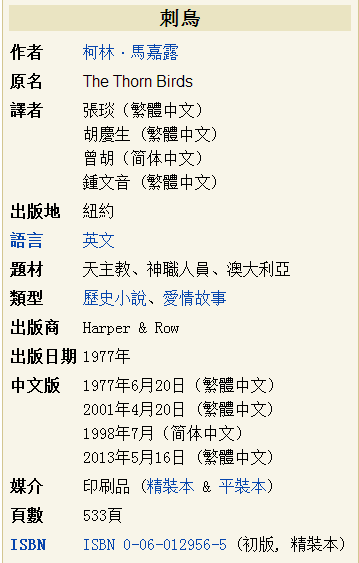 刺鳥
作者 柯林·馬嘉露
原名 The Thorn Birds
譯者 張琰（繁體中文）
胡慶生（繁體中文）
曾胡（简体中文）
鍾文音（繁體中文）
出版地 紐約
語言 英文
題材 天主教、神職人員、澳大利亞
類型 歷史小說、愛情故事
出版商 Harper & Row
出版日期 1977年
中文版 1977年6月20日（繁體中文）
2001年4月20日（繁體中文）
1998年7月（简体中文）
2013年5月16日（繁體中文）
媒介 印刷品（精裝本 & 平裝本）
頁數 533頁
ISBN ISBN 0-06-012956-5（初版, 精裝本）